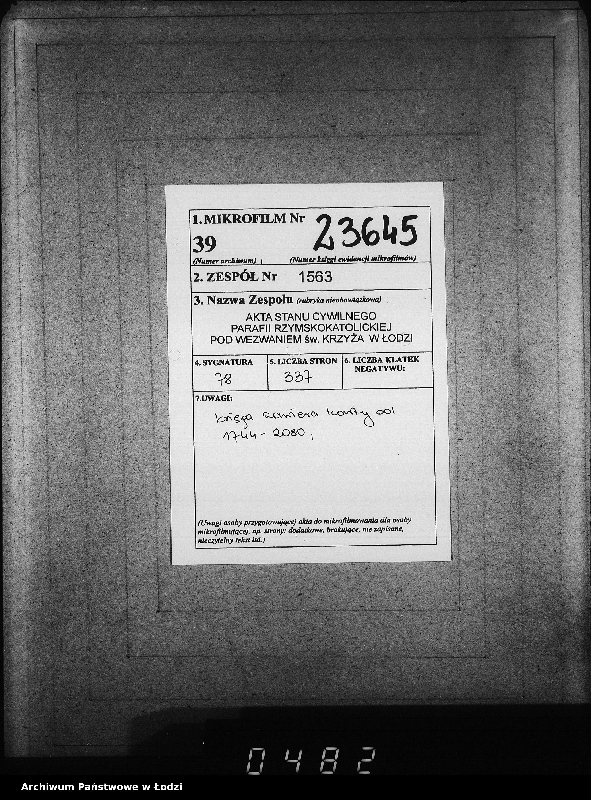 1. MIKROFILM Nr 23645
39
(Numer archiwum) (Numer księgi ewidencji mikrofilmów)
2. ZESPÓŁ Nr 1563
3. Nazwa Zespołu (rubryka nieobowiązkowa)
AKTA STANU CYWILNEGO
PARAFII RZYMSKOKATOLICKIEJ
POD WEZWANIEM św. KRZYŻA W ŁODZI
4. SYGNATURA 5. LICZBA STRON 6. LICZBA KLATEK
NEGATYWU:
78 337
7. UWAGI:
księga zawiera karty od
1744 - 2080,
(Uwagi osoby przygotowującej akta do mikrofilmowania dla osoby
mikrofilmującej, np. strony: dodatkowe, brakujące, nie zapisane,
nieczytelny tekst itd.)
0482
Archiwum Państwowe w Łodzi